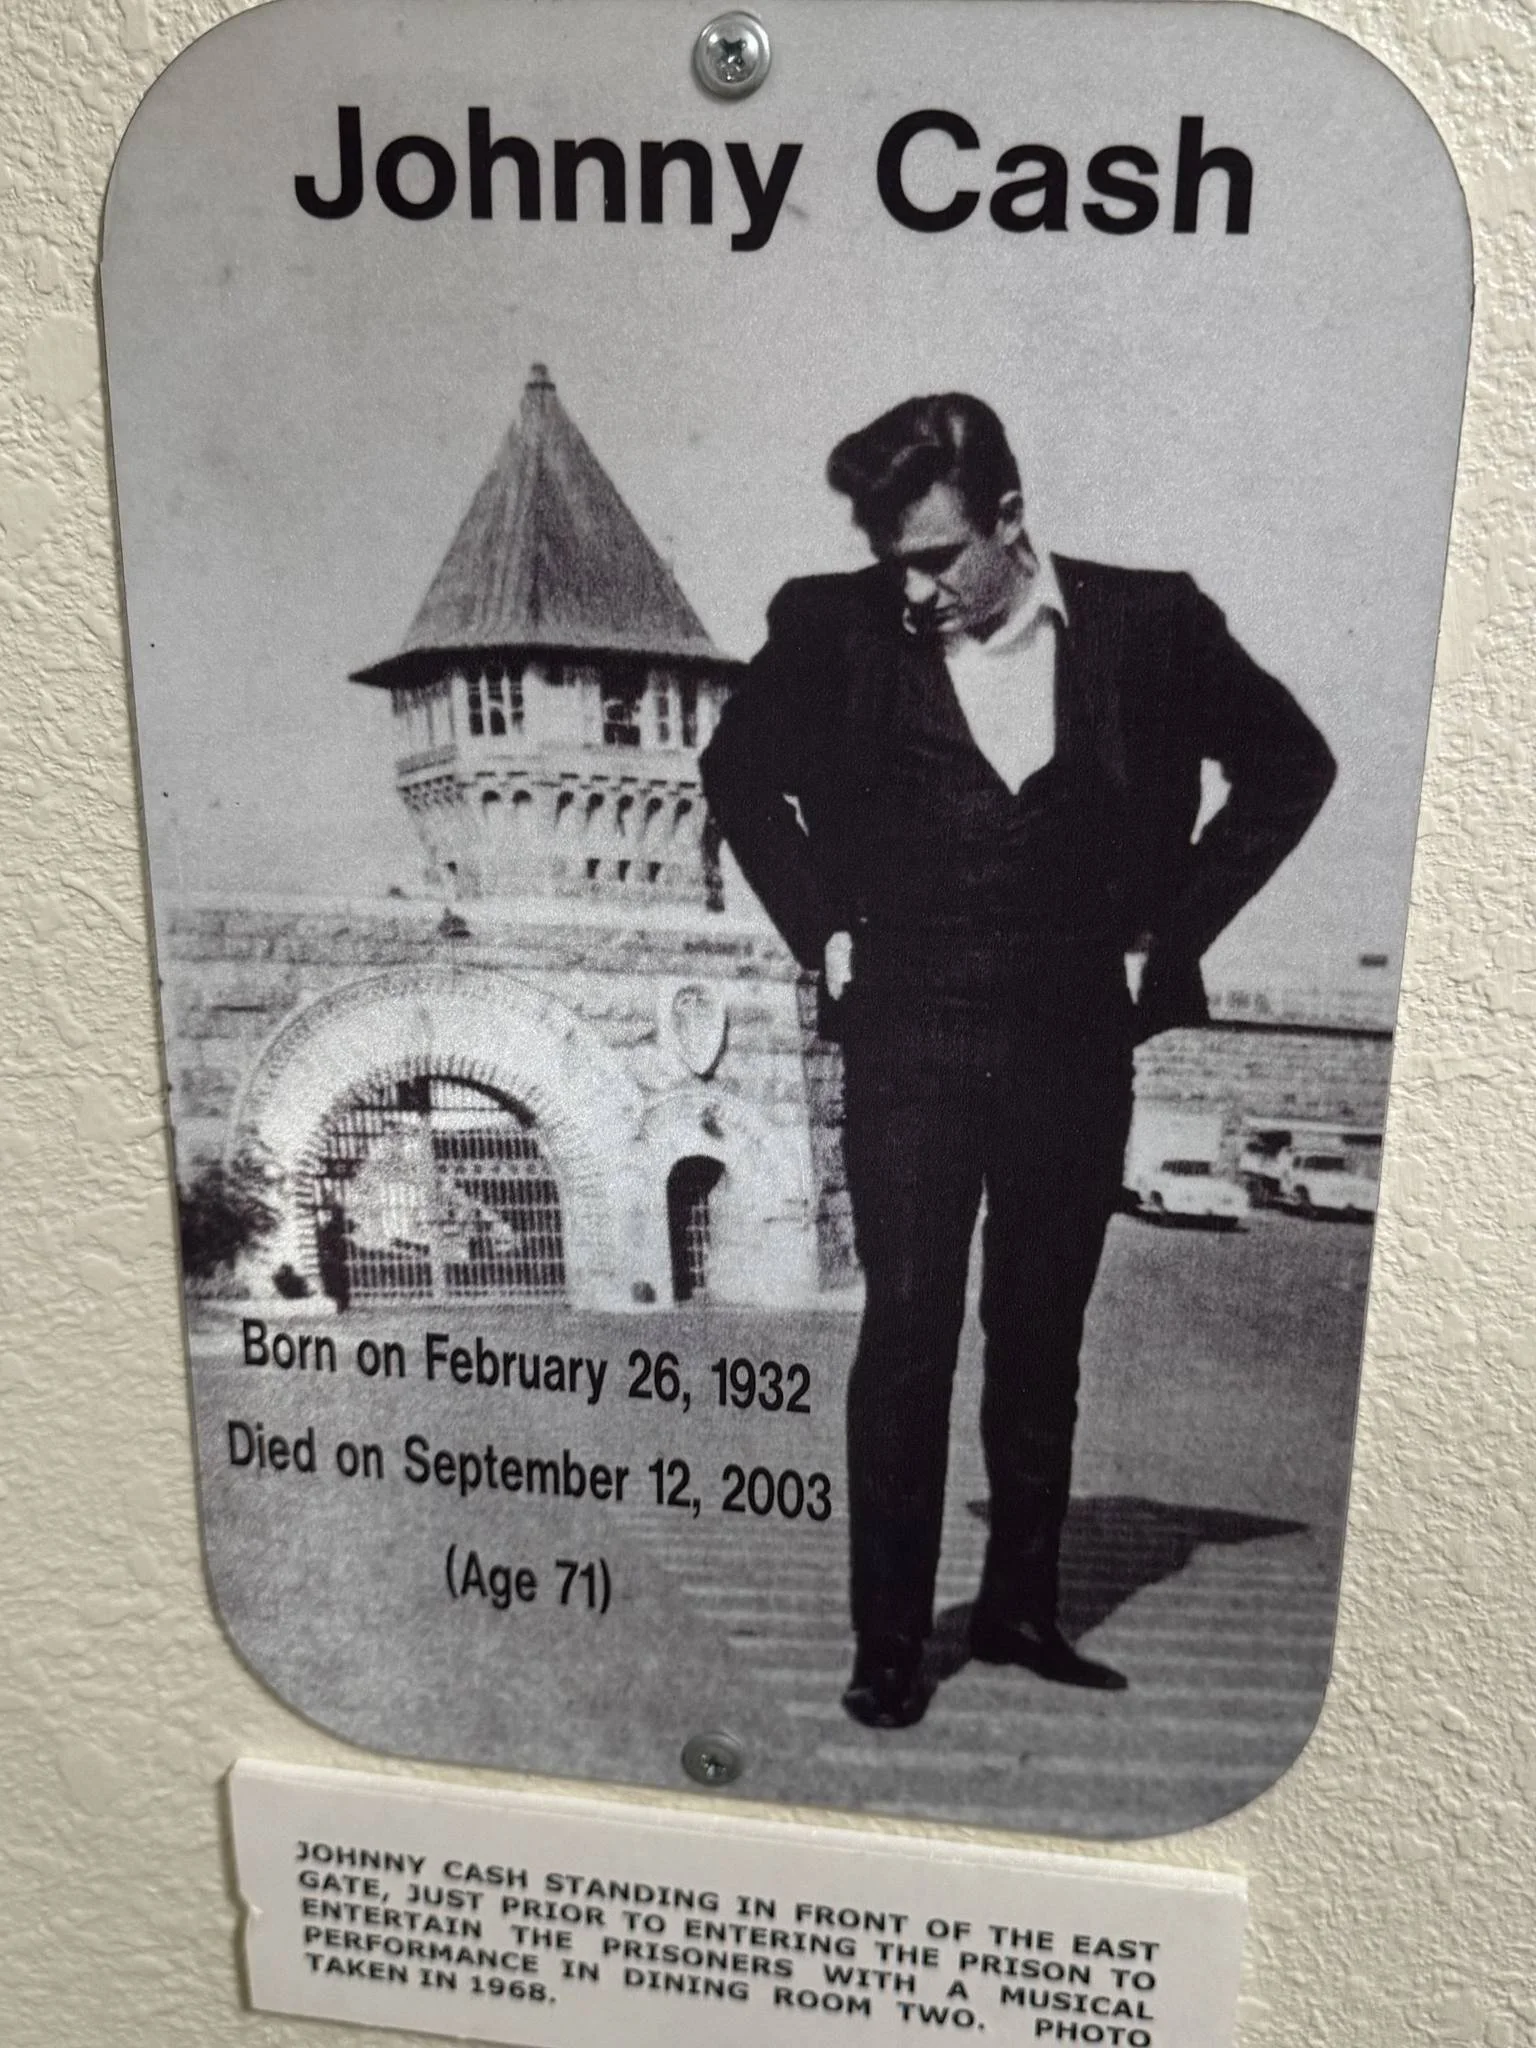 Johnny Cash
Born on February 26, 1932
Died on September 12, 2003
(Age 71)
JOHNNY CASH STANDING IN FRONT OF THE EAST
GATE, JUST PRIOR TO ENTERING THE PRISON TO
ENTERTAIN THE PRISONERS WITH A MUSICAL
PERFORMANCE IN DINING ROOM TWO. PHOTO
TAKEN IN 1968.